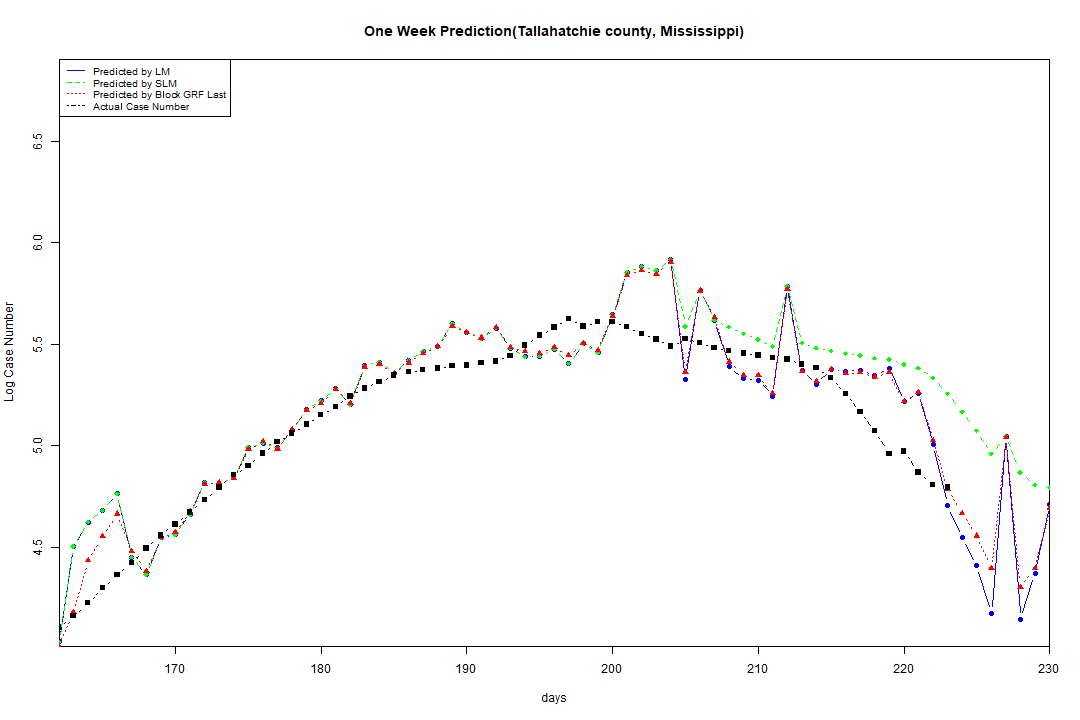 One Week Prediction(Tallahatchie county, Mississippi)
Predicted by LM
Predicted by SLM
Predicted by Block GRF Last
Actual Case Number
6.5
6.0
5.5
5.0
4.5
Log Case Number
170 180 190 200 210 220 230
days